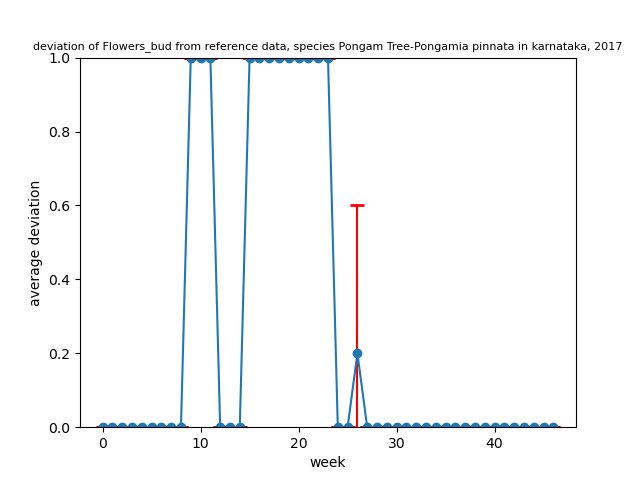 deviation of Flowers_bud from reference data, species Pongam Tree-Pongamia pinnata in karnataka, 2017
1.0
0.8
0.6
0.4
0.2
0.0
average deviation
0 10 20 30 40
week